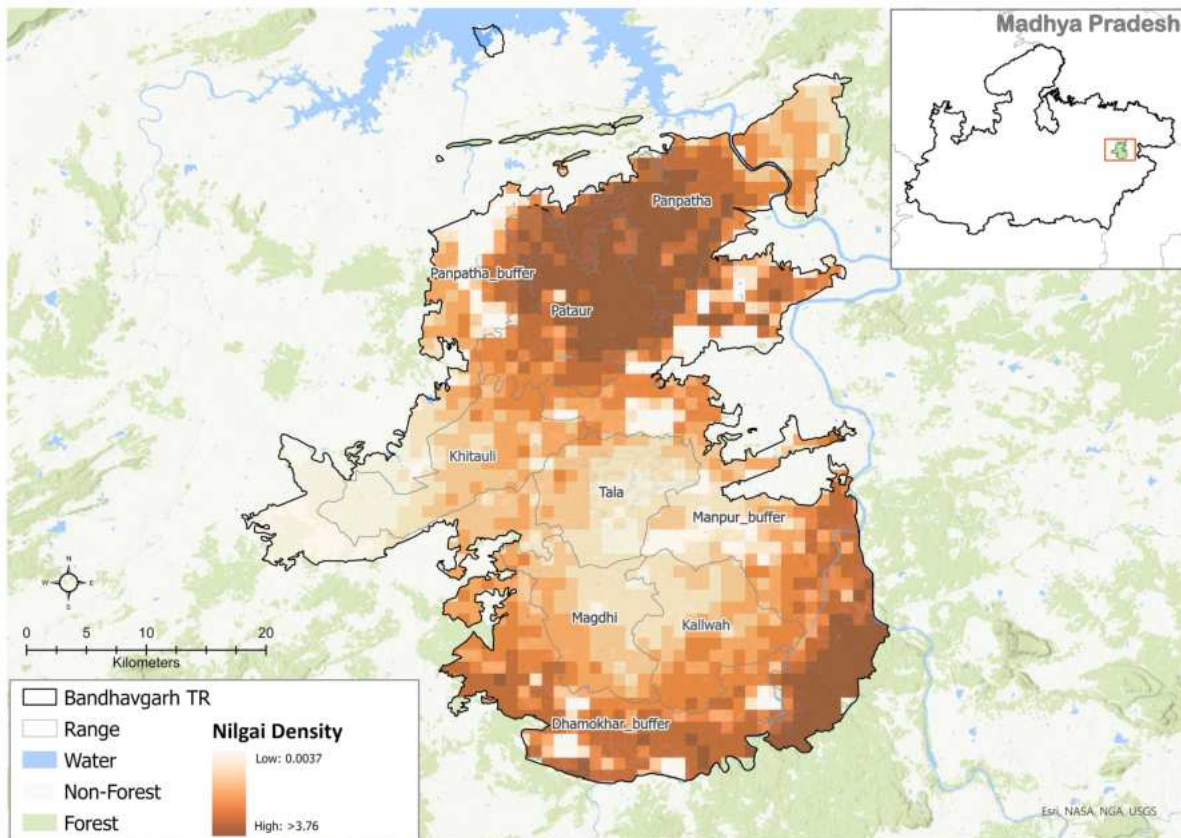 Madhya Pradesh
Panpatha
Panpatha_buffer
Pataur
Khitauli
Tala
Manpur_buffer
Magdhi
Kallwah
Dhamokhar_buffer
N
W
E
S
0 5 10 20
Kilometers
Bandhavgarh TR
Range
Water
Non-Forest
Forest
Nilgai Density
Low: 0.0037
High: >3.76
Esri, NASA, NGA, USGS